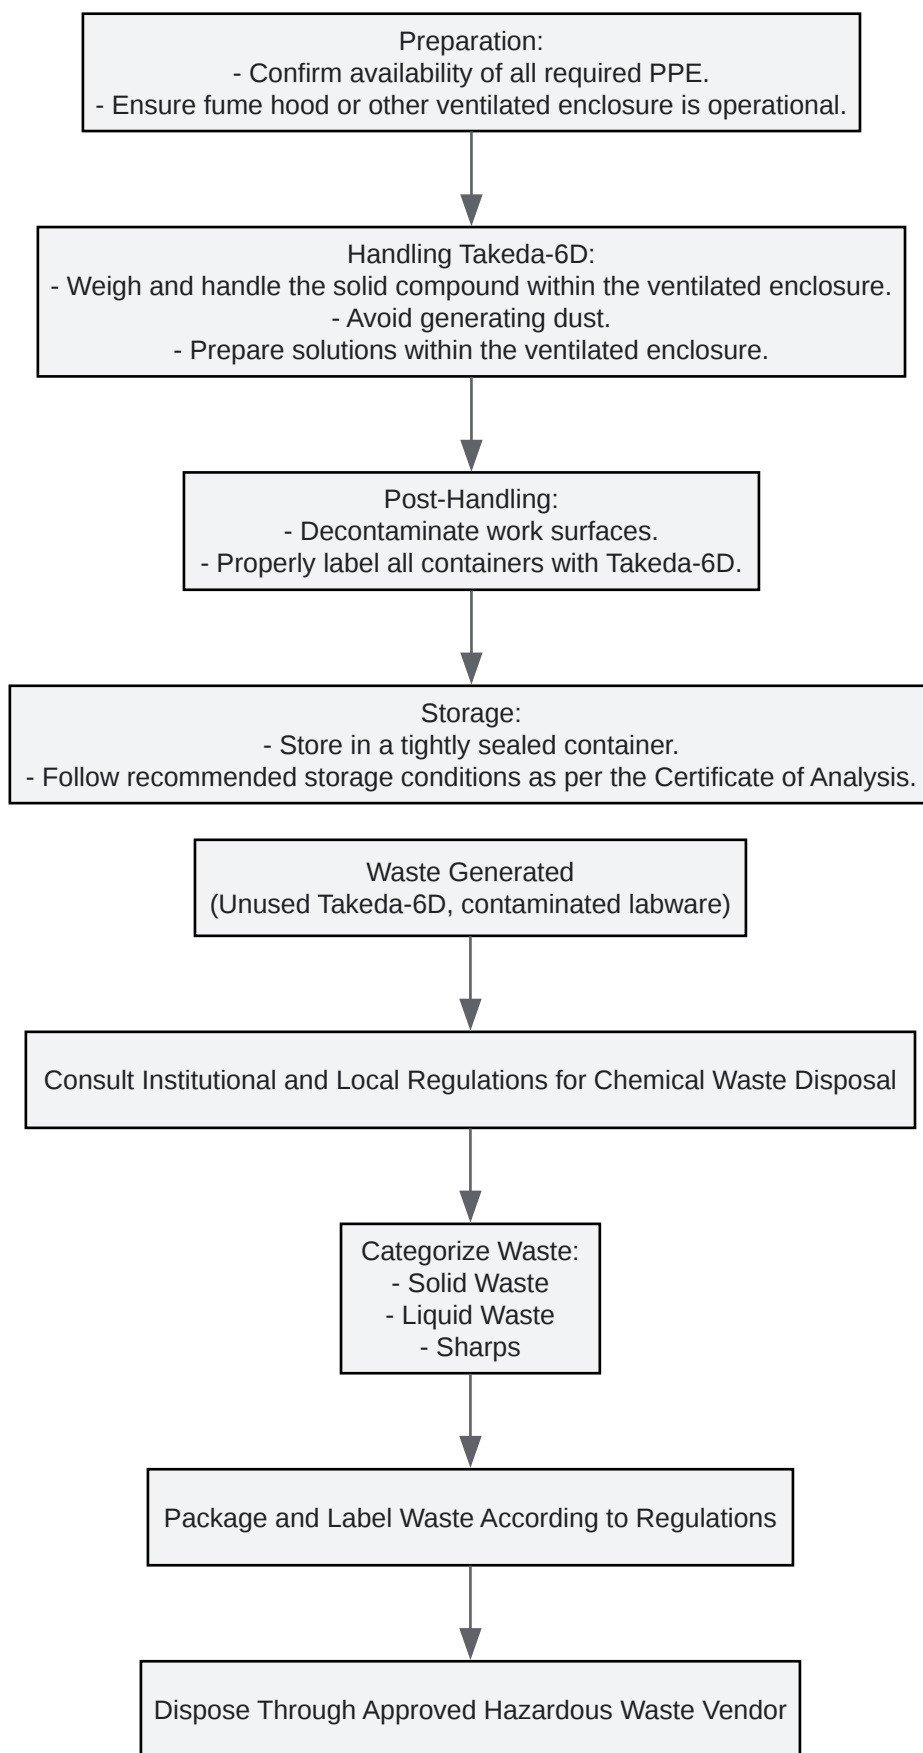 Preparation:
- Confirm availability of all required PPE.
- Ensure fume hood or other ventilated enclosure is operational.
Handling Takeda-6D:
- Weigh and handle the solid compound within the ventilated enclosure.
- Avoid generating dust.
- Prepare solutions within the ventilated enclosure.
Post-Handling:
- Decontaminate work surfaces.
- Properly label all containers with Takeda-6D.
Storage:
- Store in a tightly sealed container.
- Follow recommended storage conditions as per the Certificate of Analysis.
Waste Generated
(Unused Takeda-6D, contaminated labware)
Consult Institutional and Local Regulations for Chemical Waste Disposal
Categorize Waste:
- Solid Waste
- Liquid Waste
- Sharps
Package and Label Waste According to Regulations
Dispose Through Approved Hazardous Waste Vendor